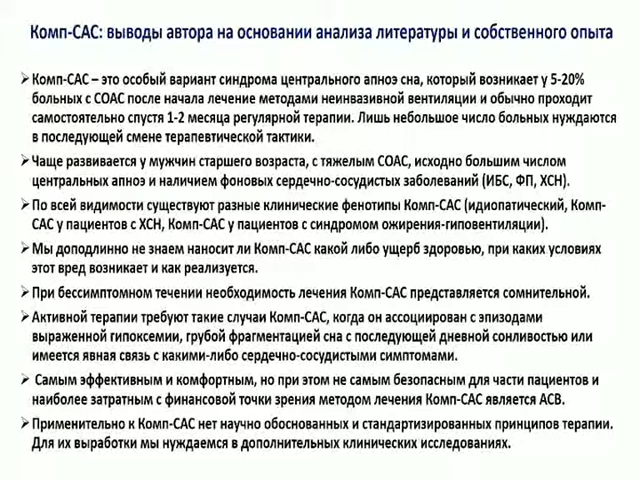 Комп-САС: выводы автора на основании анализа литературы и собственного опыта
Комп-САС – это особый вариант синдрома центрального апноэ сна, который возникает у 5-20%
больных с СОАС после начала лечение методами неинвазивной вентиляции и обычно проходит
самостоятельно спустя 1-2 месяца регулярной терапии. Лишь небольшое число больных нуждаются
в последующей смене терапевтической тактики.
Чаще развивается у мужчин старшего возраста, с тяжелым СОАС, исходно большим числом
центральных апноэ и наличием фоновых сердечно-сосудистых заболеваний (ИБС, ФП, ХСН).
По всей видимости существуют разные клинические фенотипы Комп-САС (идиопатический, Комп-
САС у пациентов с ХСН, Комп-САС у пациентов с синдромом ожирения-гиповентиляции).
Мы доподлинно не знаем наносит ли Комп-САС какой либо ущерб здоровью, при каких условиях
этот вред возникает и как реализуется.
При бессимптомном течении необходимость лечения Комп-САС представляется сомнительной.
Активной терапии требуют такие случаи Комп-САС, когда он ассоциирован с эпизодами
выраженной гипоксемии, грубой фрагментацией сна с последующей дневной сонливостью или
имеется явная связь с какими-либо сердечно-сосудистыми симптомами.
Самым эффективным и комфортным, но при этом не самым безопасным для части пациентов и
наиболее затратным с финансовой точки зрения методом лечения Комп-САС является АСВ.
Применительно к Комп-САС нет научно обоснованных и стандартизированных принципов терапии.
Для их выработки мы нуждаемся в дополнительных клинических исследованиях.